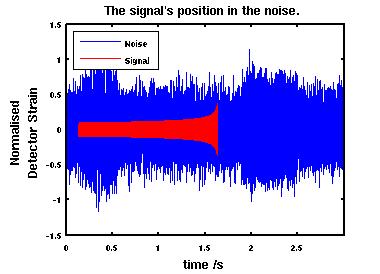 The signal's position in the noise.
1.5
1
0.5
0
-0.5
-1
-1.5
Normalised
Detector Strain
Noise
Signal
0 0.5 1 1.5 2 2.5
time /s